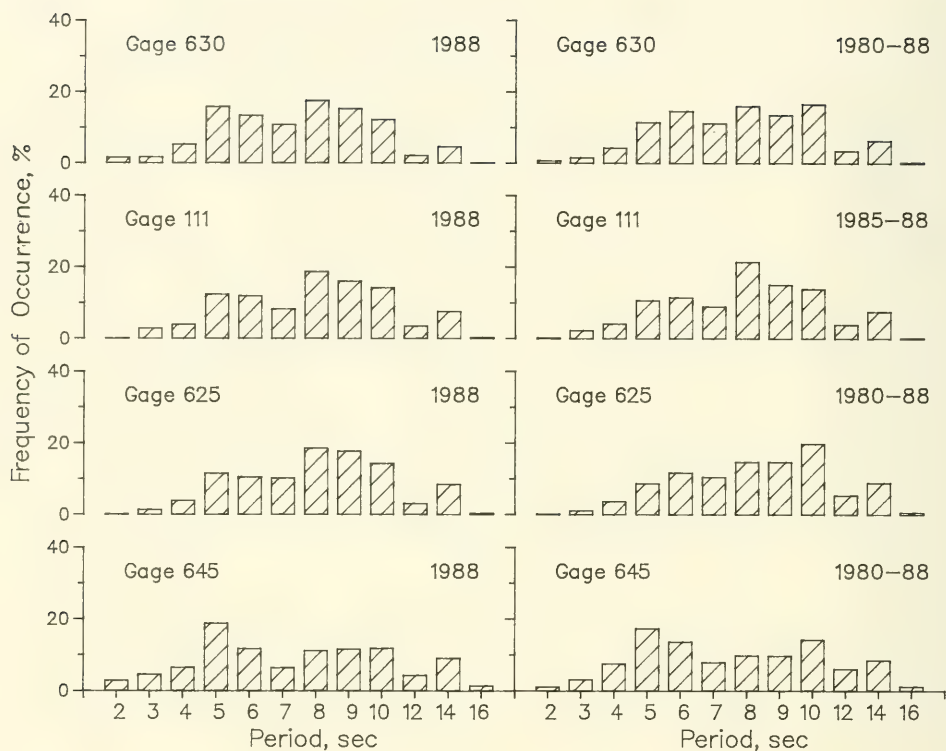 Frequency of Occurrence, %
40
20
0
Gage 630 1988
Gage 630 1980-88
40
20
0
Gage 111 1988
Gage 111 1985-88
40
20
0
Gage 625 1988
Gage 625 1980-88
40
20
0
Gage 645 1988
Gage 645 1980-88
2 3 4 5 6 7 8 9 10 12 14 16
2 3 4 5 6 7 8 9 10 12 14 16
Period, sec
Period, sec